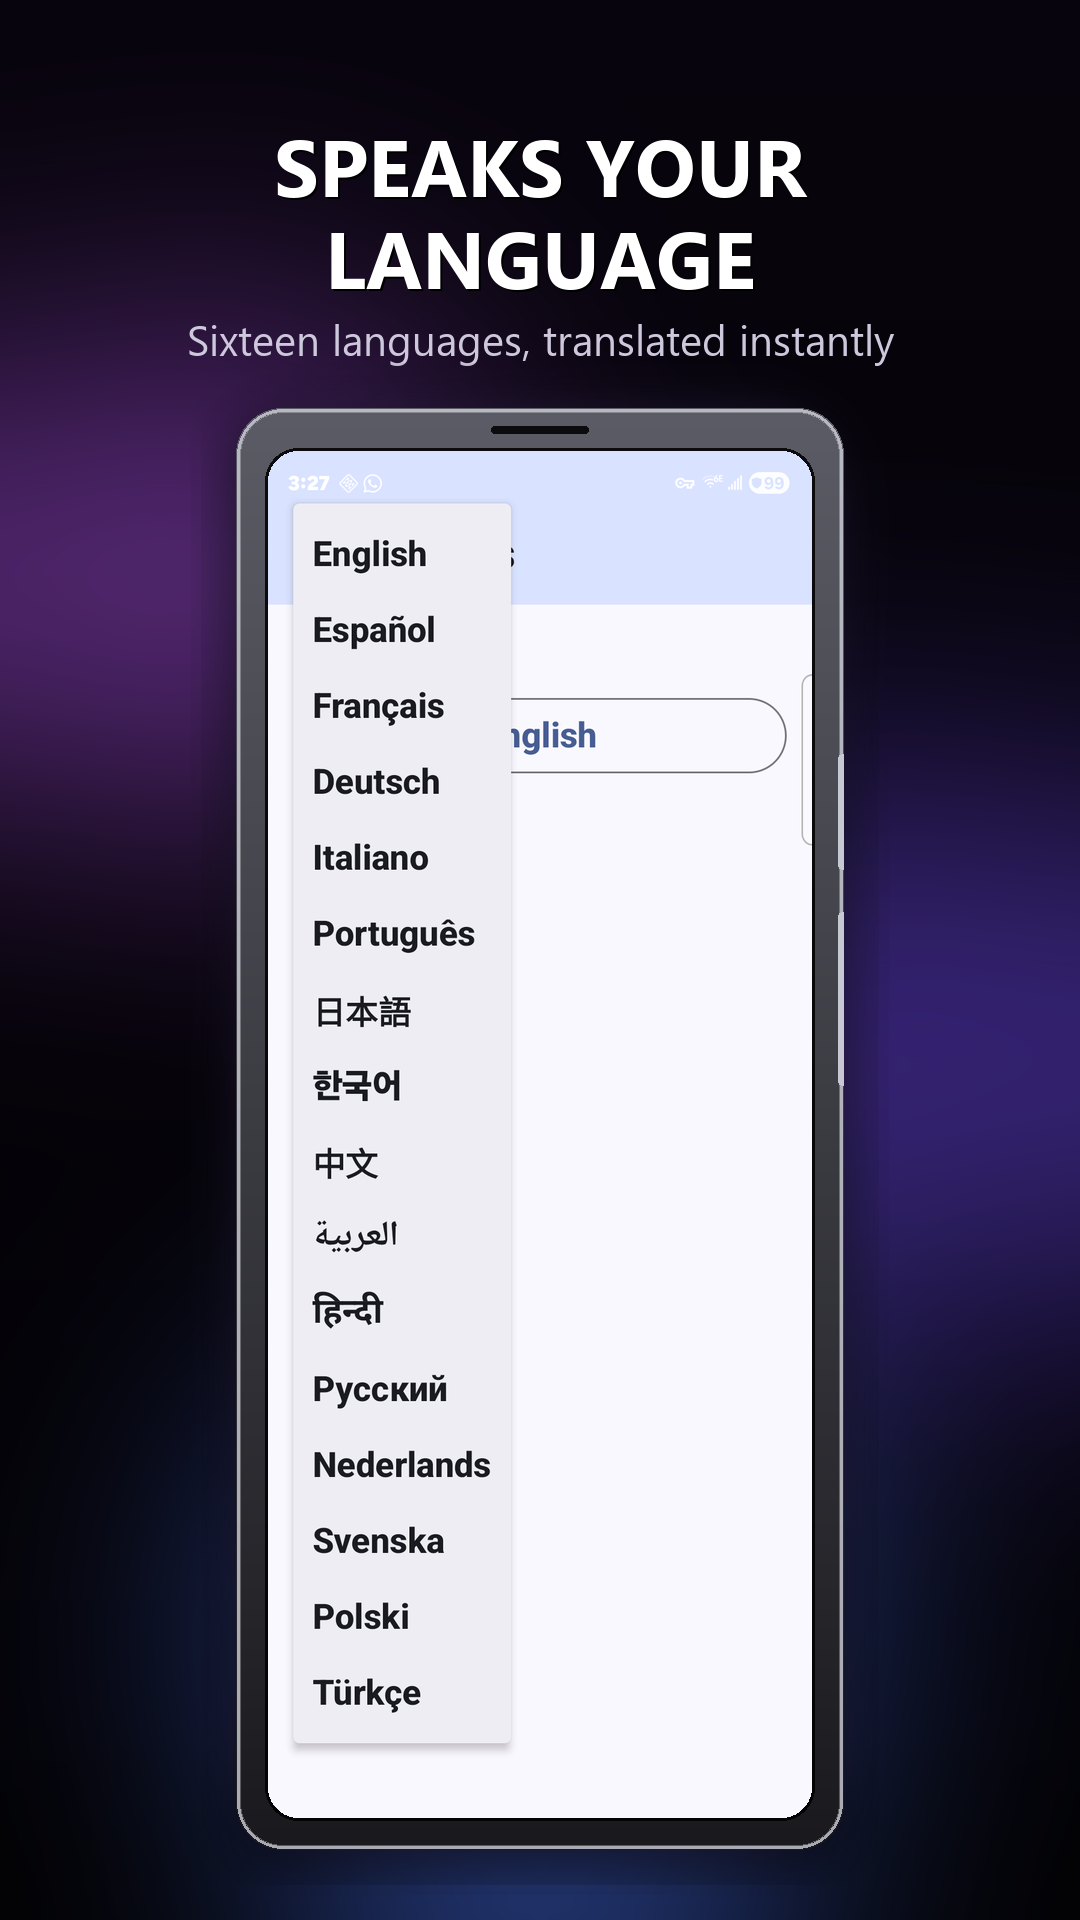 SPEAKS YOUR
LANGUAGE
Sixteen languages, translated instantly
3:27
99
English
Español
Français
nglish
Deutsch
Italiano
Português
日本語
한국어
中文
العربية
हिन्दी
Русский
Nederlands
Svenska
Polski
Türkçe